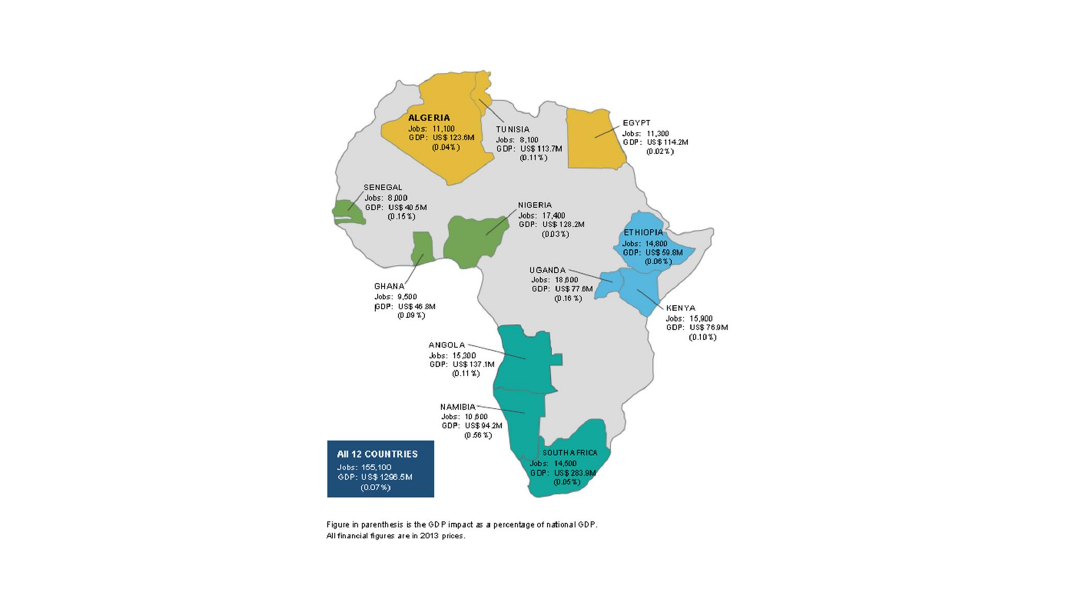 ALGERIA
Jobs: 11,100
GDP: US$ 123.6M
(0.04%)
TUNISIA
Jobs: 8,100
GDP: US$ 113.7M
(0.11%)
EGYPT
Jobs: 11,300
GDP: US$ 114.2M
(0.02%)
SENEGAL
Jobs: 8,000
GDP: US$ 40.5M
(0.15%)
NIGERIA
Jobs: 17,400
GDP: US$ 128.2M
(0.03%)
ETHIOPIA
Jobs: 14,800
GDP: US$ 59.8M
(0.06%)
UGANDA
Jobs: 18,600
GDP: US$ 77.6M
(0.16%)
GHANA
Jobs: 9,500
GDP: US$ 46.8M
(0.09%)
KENYA
Jobs: 15,900
GDP: US$ 76.9M
(0.10%)
ANGOLA
Jobs: 15,300
GDP: US$ 137.1M
(0.11%)
NAMIBIA
Jobs: 10,600
GDP: US$ 94.2M
(0.56%)
SOUTH AFRICA
Jobs: 14,500
GDP: US$ 283.9M
(0.05%)
All 12 COUNTRIES
Jobs: 155,100
GDP: US$ 1296.5M
(0.07%)
Figure in parenthesis is the GDP impact as a percentage of national GDP.
All financial figures are in 2013 prices.